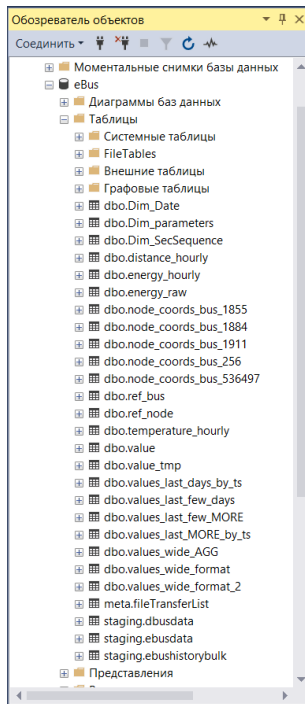 Обозреватель объектов
Соединить
Моментальные снимки базы данных
eBus
Диаграммы баз данных
Таблицы
Системные таблицы
FileTables
Внешние таблицы
Графовые таблицы
dbo.Dim_Date
dbo.Dim_parameters
dbo.Dim_SecSequence
dbo.distance_hourly
dbo.energy_hourly
dbo.energy_raw
dbo.node_coords_bus_1855
dbo.node_coords_bus_1884
dbo.node_coords_bus_1911
dbo.node_coords_bus_256
dbo.node_coords_bus_536497
dbo.ref_bus
dbo.ref_node
dbo.temperature_hourly
dbo.value
dbo.value_tmp
dbo.values_last_days_by_ts
dbo.values_last_few_days
dbo.values_last_few_MORE
dbo.values_last_MORE_by_ts
dbo.values_wide_AGG
dbo.values_wide_format
dbo.values_wide_format_2
meta.fileTransferList
staging.dbusdata
staging.ebusdata
staging.ebushistorybulk
Представления